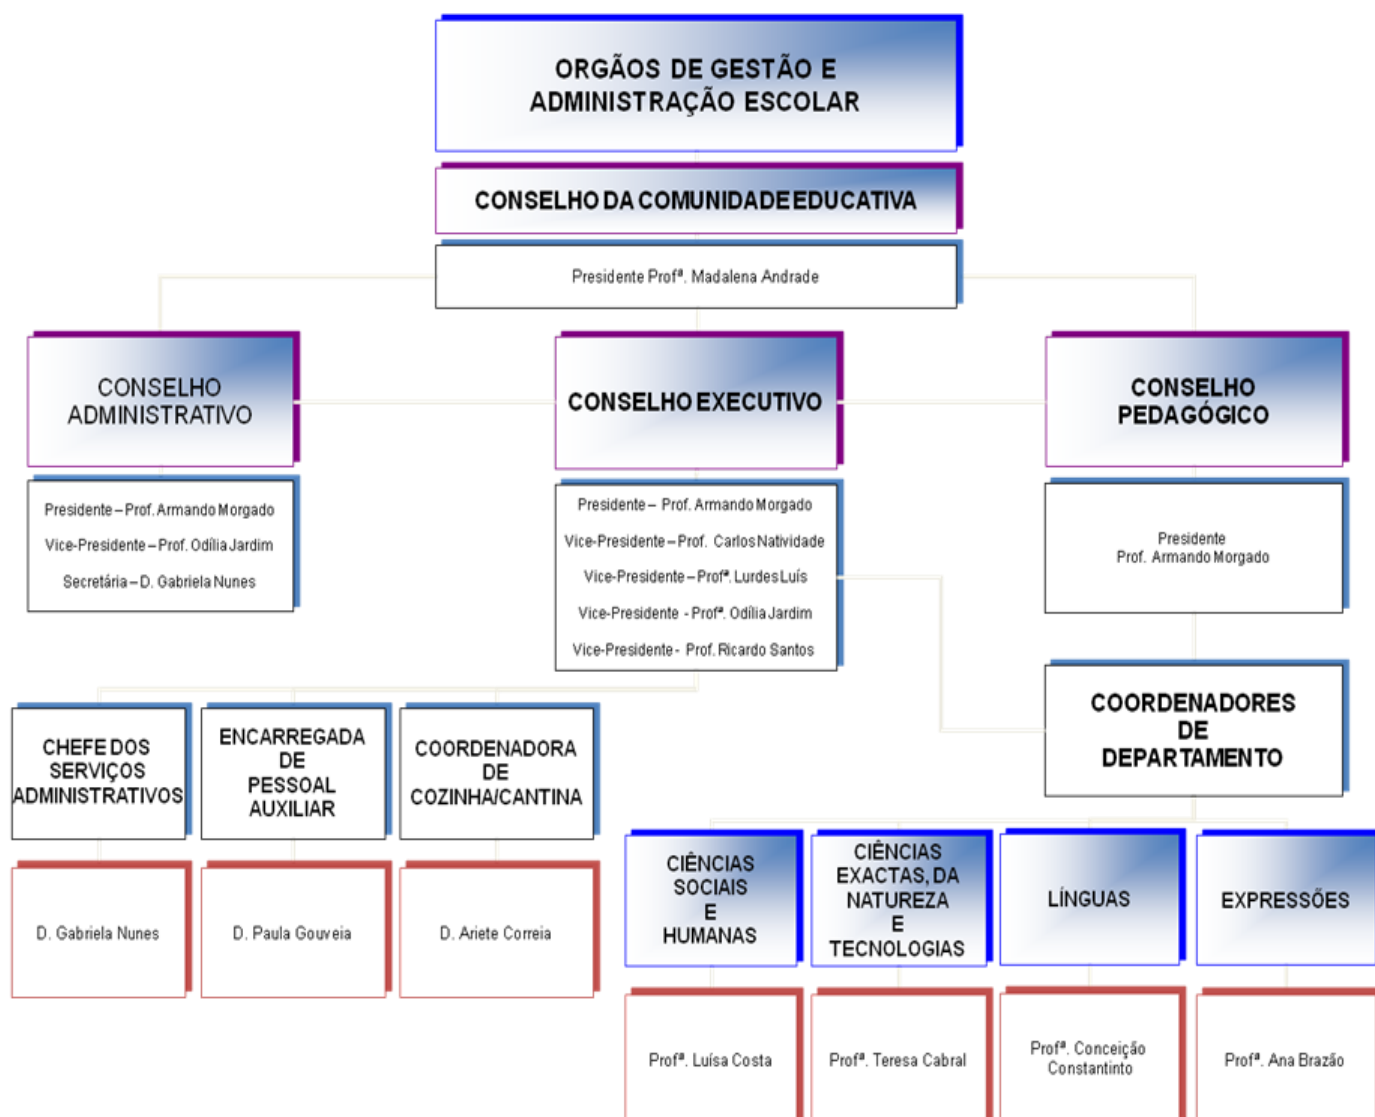 ORGÃOS DE GESTÃO E
ADMINISTRAÇÃO ESCOLAR
CONSELHO DA COMUNIDADE EDUCATIVA
Presidente Profª. Madalena Andrade
CONSELHO
ADMINISTRATIVO
CONSELHO EXECUTIVO
CONSELHO
PEDAGÓGICO
Presidente – Prof. Armando Morgado
Vice-Presidente – Prof. Odília Jardim
Secretária – D. Gabriela Nunes
Presidente – Prof. Armando Morgado
Vice-Presidente – Prof. Carlos Natividade
Vice-Presidente – Profª. Lurdes Luís
Vice-Presidente - Profª. Odília Jardim
Vice-Presidente - Prof. Ricardo Santos
Presidente
Prof. Armando Morgado
CHEFE DOS
SERVIÇOS
ADMINISTRATIVOS
ENCARREGADA
DE
PESSOAL
AUXILIAR
COORDENADORA
DE
COZINHA/CANTINA
COORDENADORES
DE
DEPARTAMENTO
D. Gabriela Nunes
D. Paula Gouveia
D. Ariete Correia
CIÊNCIAS
SOCIAIS
E
HUMANAS
CIÊNCIAS
EXACTAS, DA
NATUREZA
E
TECNOLOGIAS
LÍNGUAS
EXPRESSÕES
Profª. Luísa Costa
Profª. Teresa Cabral
Profª. Conceição
Constantinto
Profª. Ana Brazão